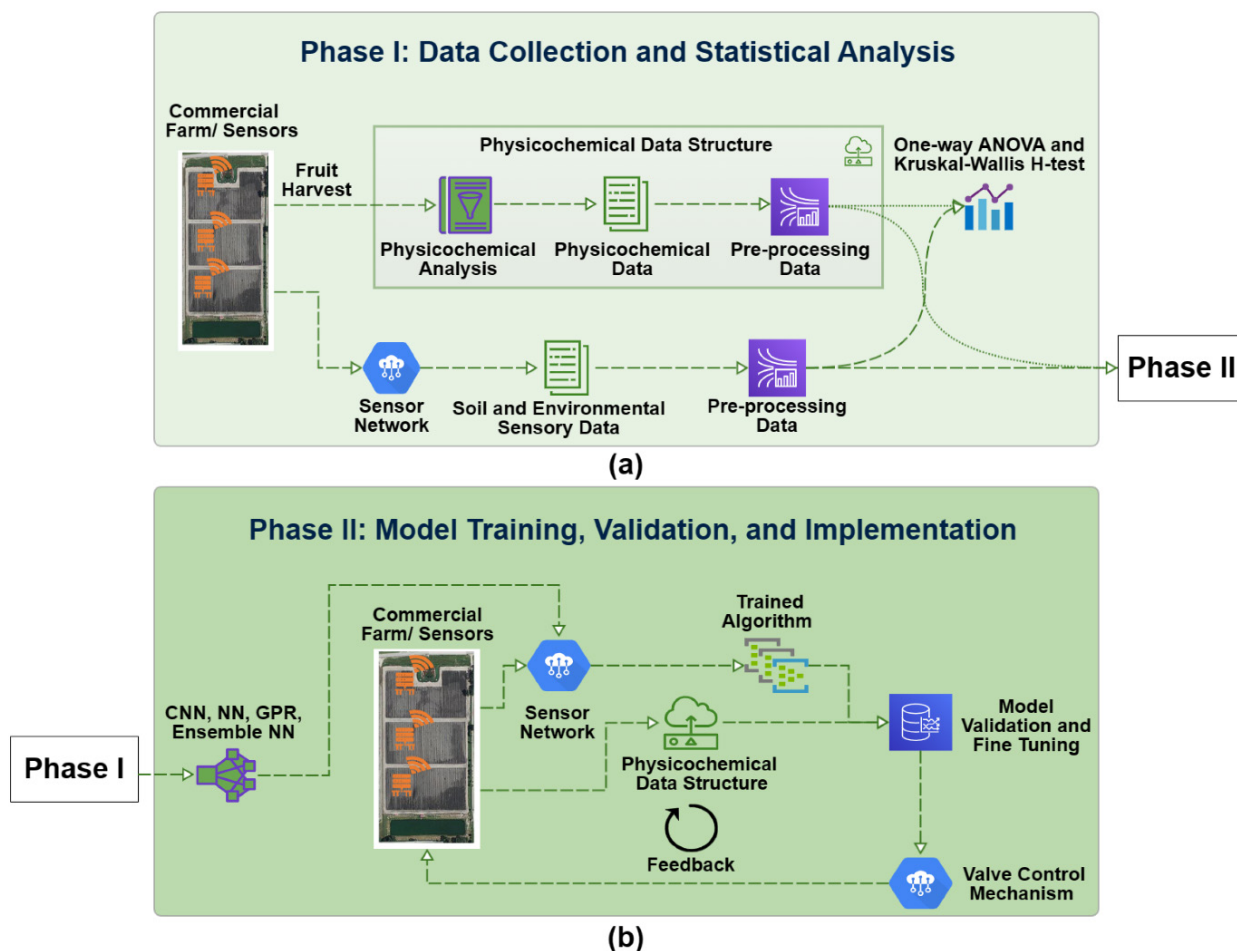 Phase I: Data Collection and Statistical Analysis
Commercial
Farm/ Sensors
Fruit
Harvest
Physicochemical Data Structure
Physicochemical
Analysis
Physicochemical
Data
Pre-processing
Data
One-way ANOVA and
Kruskal-Wallis H-test
Sensor
Network
Soil and Environmental
Sensory Data
Pre-processing
Data
Phase II
(a)
Phase II: Model Training, Validation, and Implementation
Phase I
CNN, NN, GPR,
Ensemble NN
Commercial
Farm/ Sensors
Sensor
Network
Trained
Algorithm
Physicochemical
Data Structure
Model
Validation and
Fine Tuning
Feedback
Valve Control
Mechanism
(b)